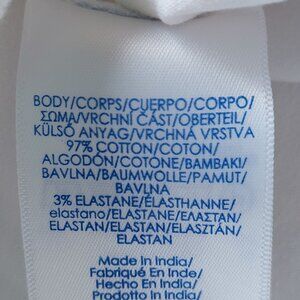 BODY/CORPS/CUERPO/CORPO/
ΣΩΜΑ/VRCHNI ČÁST/OBERTEIL/
KÜLSŐ ANYAG/VRCHNÁ VRSTVA
97% COTTON/COTON/
ALGODÓN/COTONE/BAMBAKI/
BAVLNA/BAUMWOLLE/PAMUT/
BAVLNA
3% ELASTANE/ÉLASTHANNE/
elastano/ELASTANE/ΕΛΑΣΤΑΝ/
ELASTAN/ELASTAN/ELASZTÁN/
ELASTAN
Made In India/
Fabriqué En Inde/
Hecho En India/
Prodotto In India/